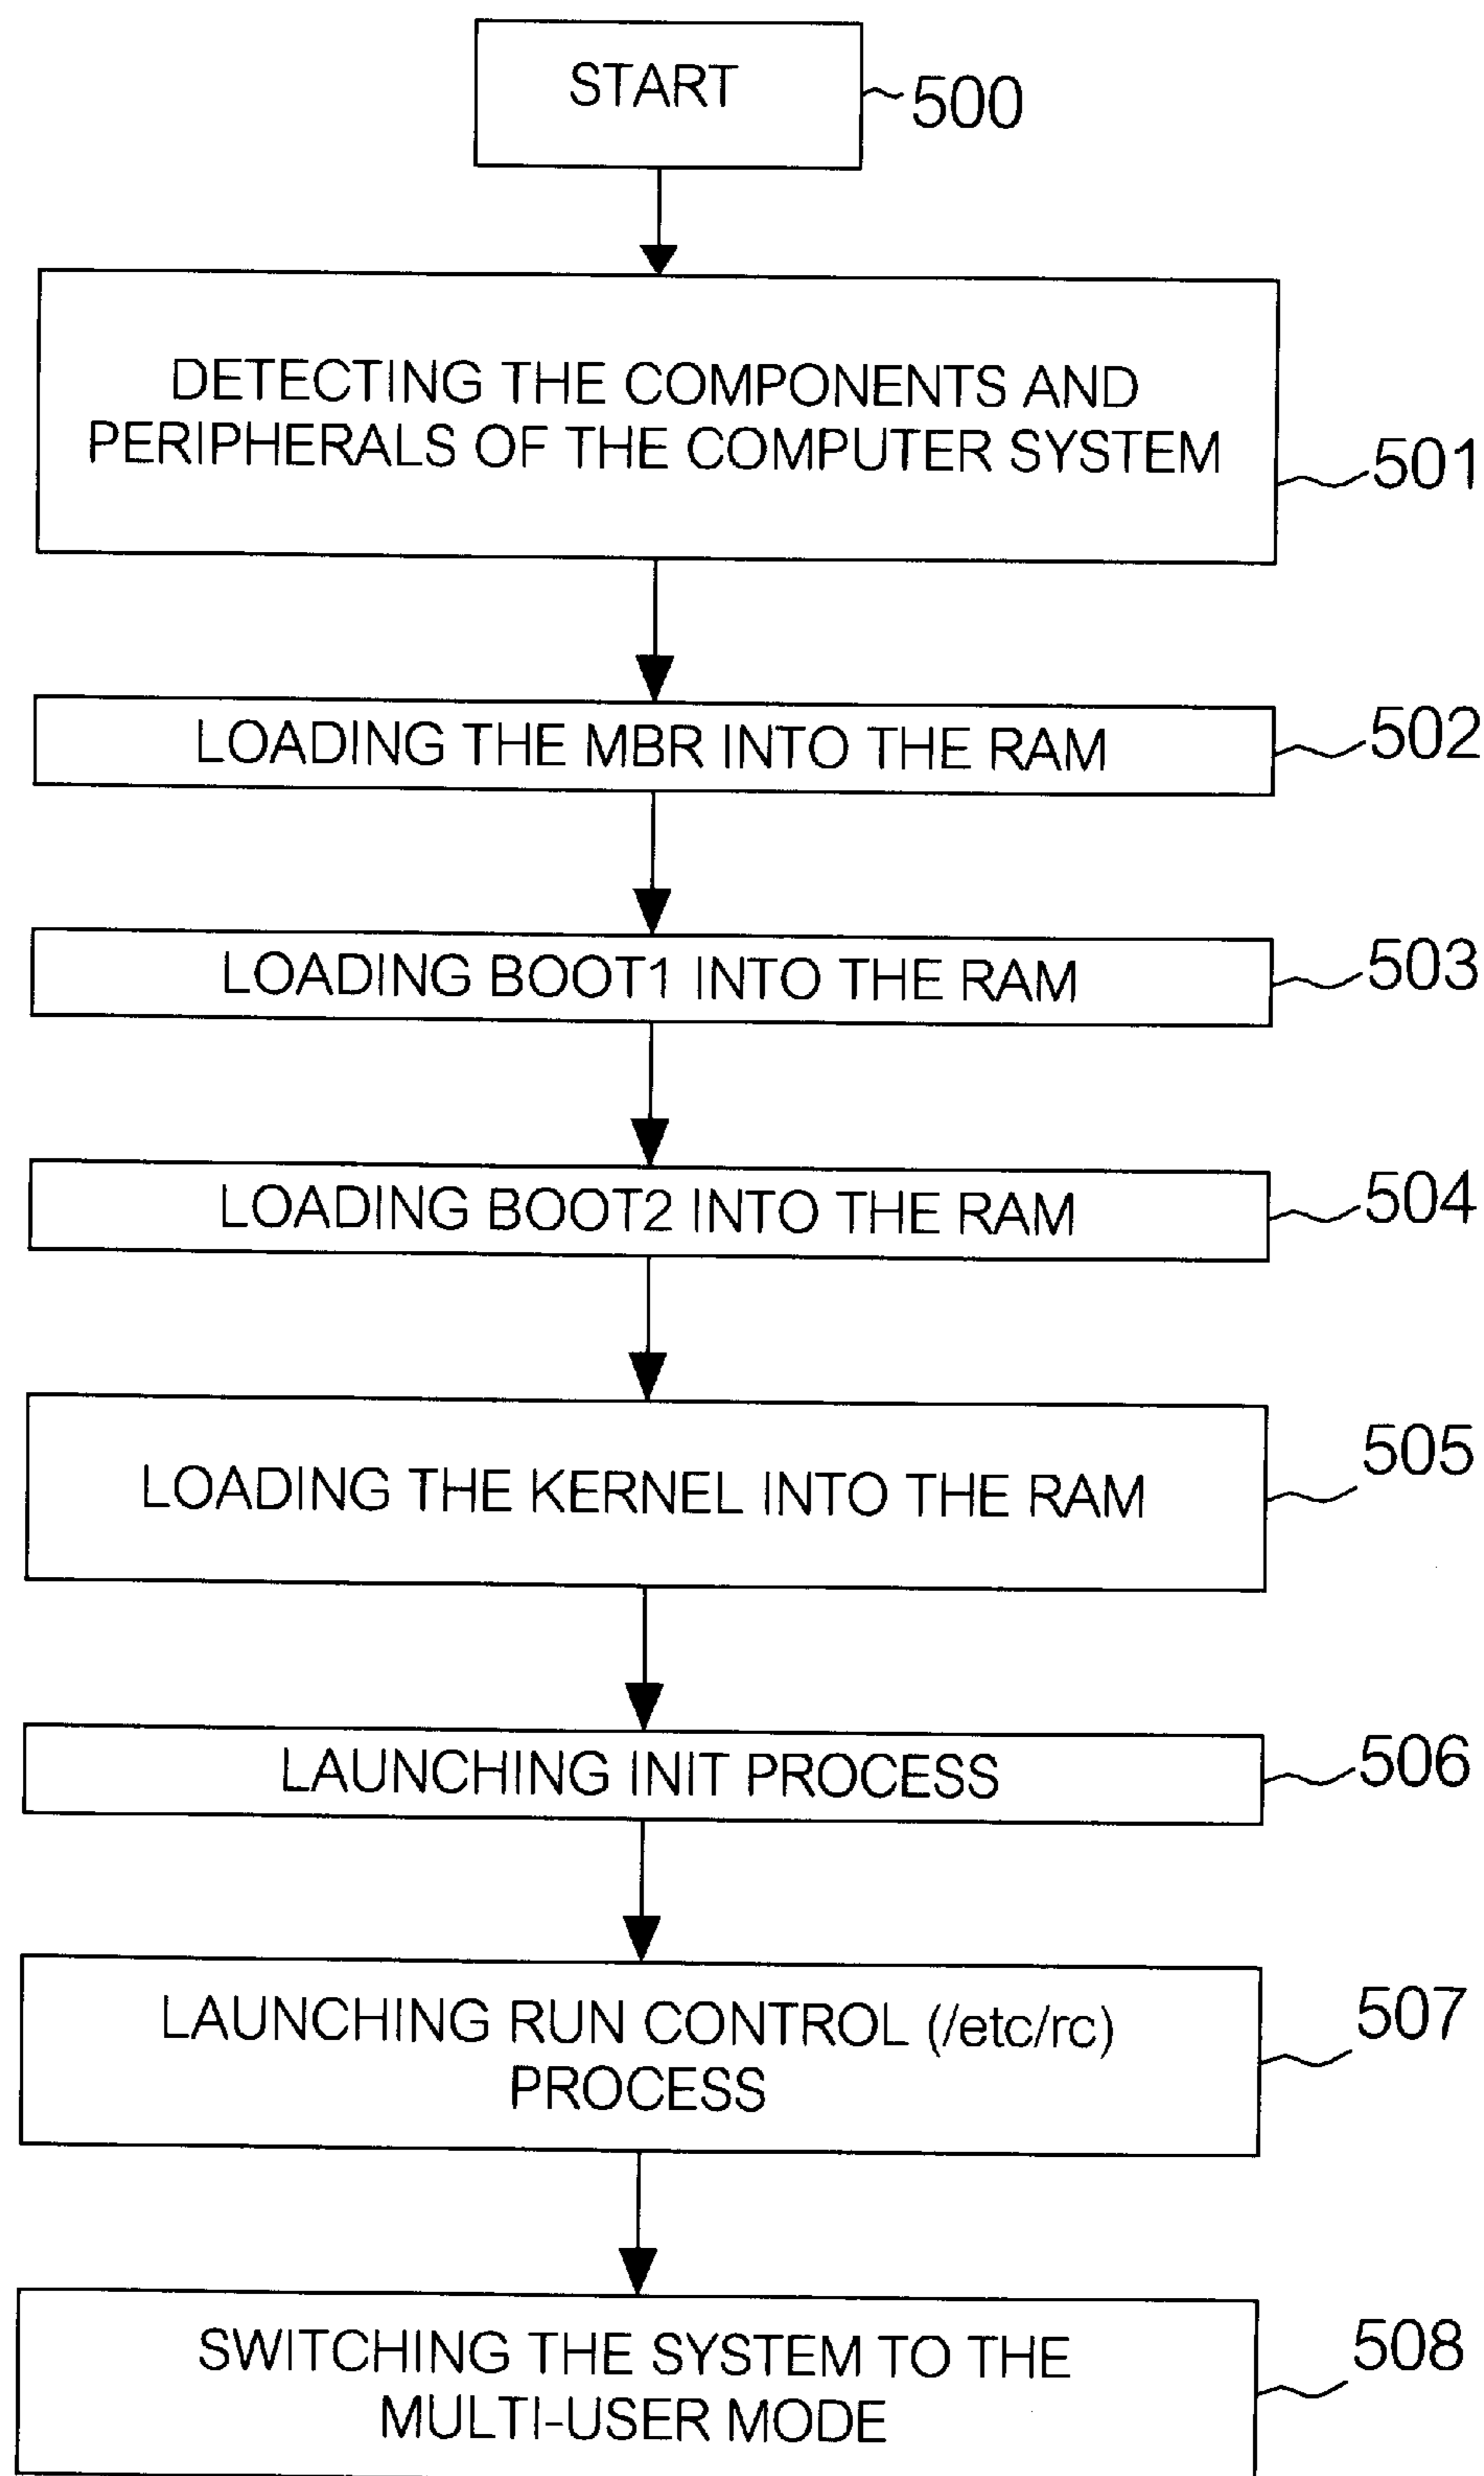 START
500
DETECTING THE COMPONENTS AND
PERIPHERALS OF THE COMPUTER SYSTEM
501
LOADING THE MBR INTO THE RAM
502
LOADING BOOT1 INTO THE RAM
503
LOADING BOOT2 INTO THE RAM
504
LOADING THE KERNEL INTO THE RAM
505
LAUNCHING INIT PROCESS
506
LAUNCHING RUN CONTROL (/etc/rc)
PROCESS
507
SWITCHING THE SYSTEM TO THE
MULTI-USER MODE
508